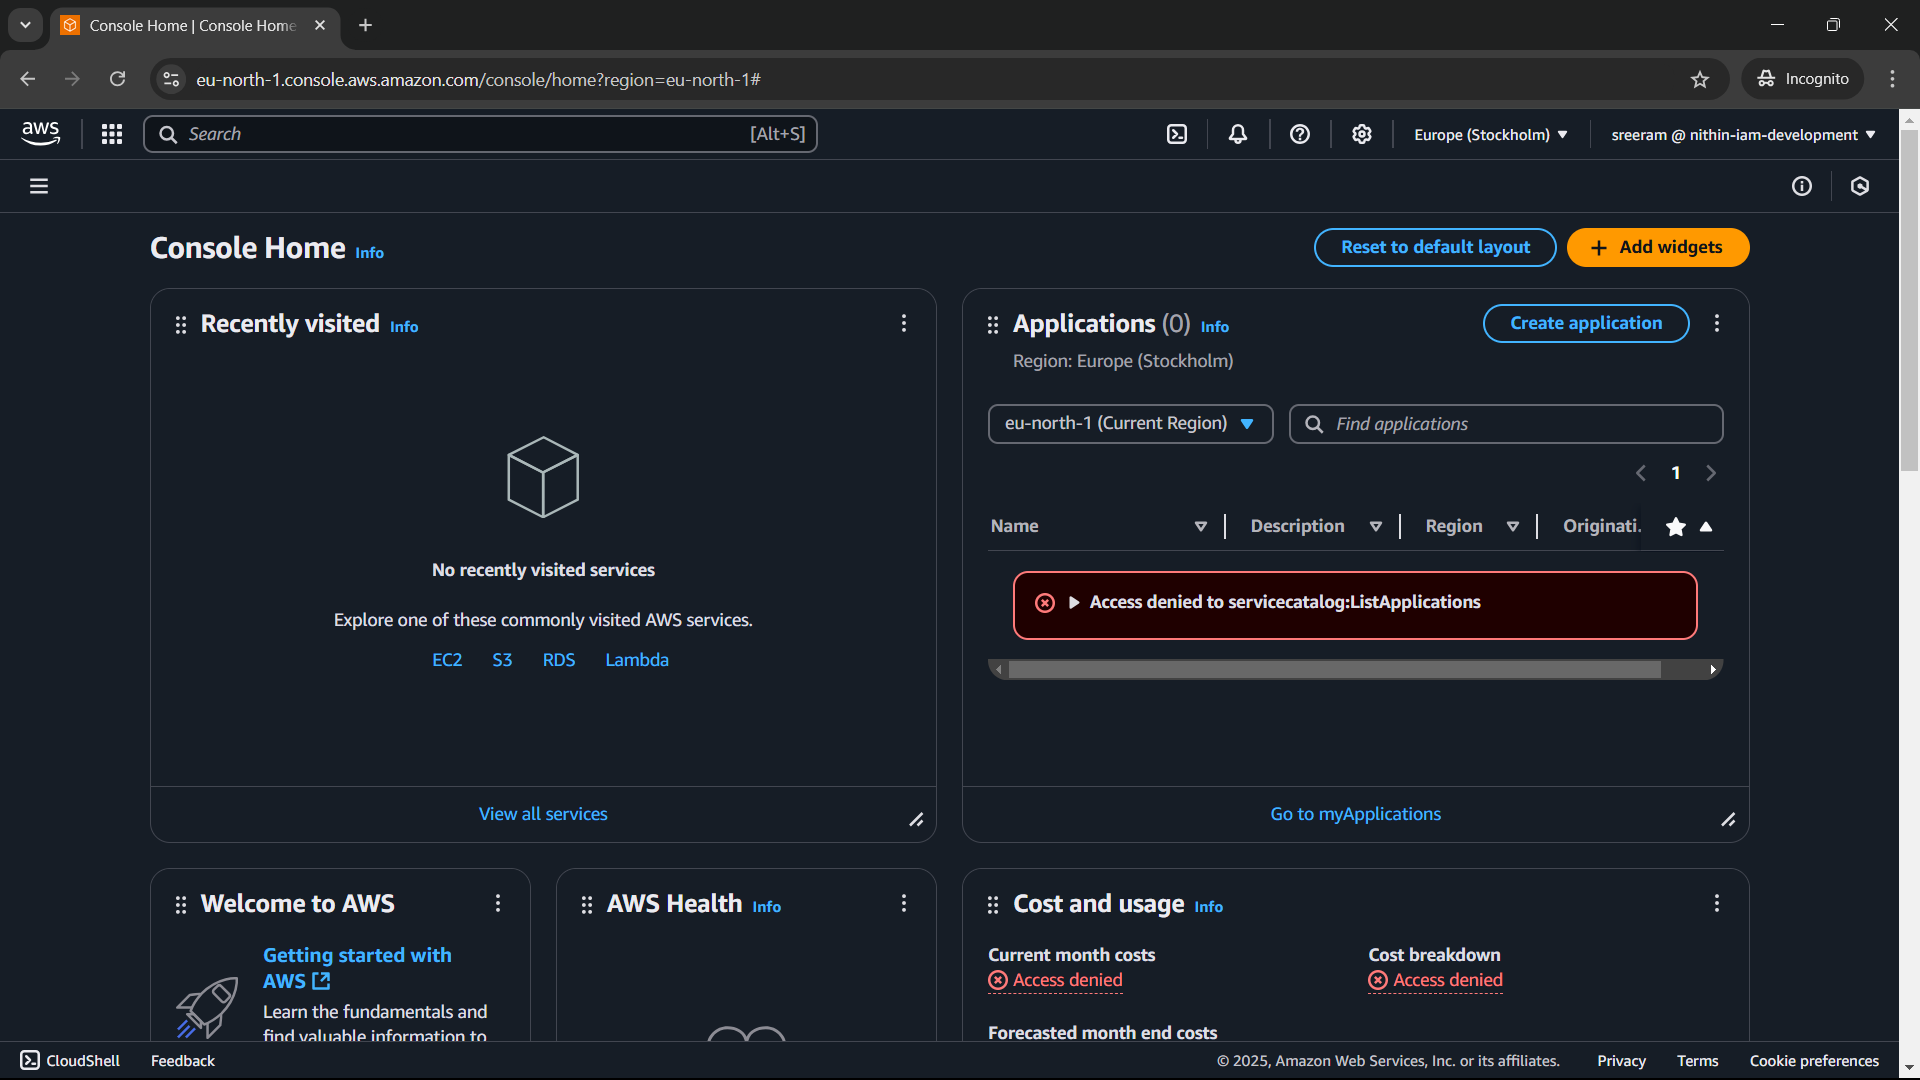 Console Home | Console Home
eu-north-1.console.aws.amazon.com/console/home?region=eu-north-1#
Incognito
aws
Search
[Alt+S]
Europe (Stockholm)
sreeram @ nithin-iam-development
Console Home Info
Reset to default layout
Add widgets
Recently visited Info
No recently visited services
Explore one of these commonly visited AWS services.
EC2 S3 RDS Lambda
View all services
Applications (0) Info
Create application
Region: Europe (Stockholm)
eu-north-1 (Current Region)
Find applications
1
Name Description Region Originati.
Access denied to servicecatalog:ListApplications
Go to myApplications
Welcome to AWS
Getting started with
AWS
Learn the fundamentals and
find valuable information to
AWS Health Info
Cost and usage Info
Current month costs
Access denied
Cost breakdown
Access denied
Forecasted month end costs
CloudShell
Feedback
© 2025, Amazon Web Services, Inc. or its affiliates.
Privacy
Terms
Cookie preferences